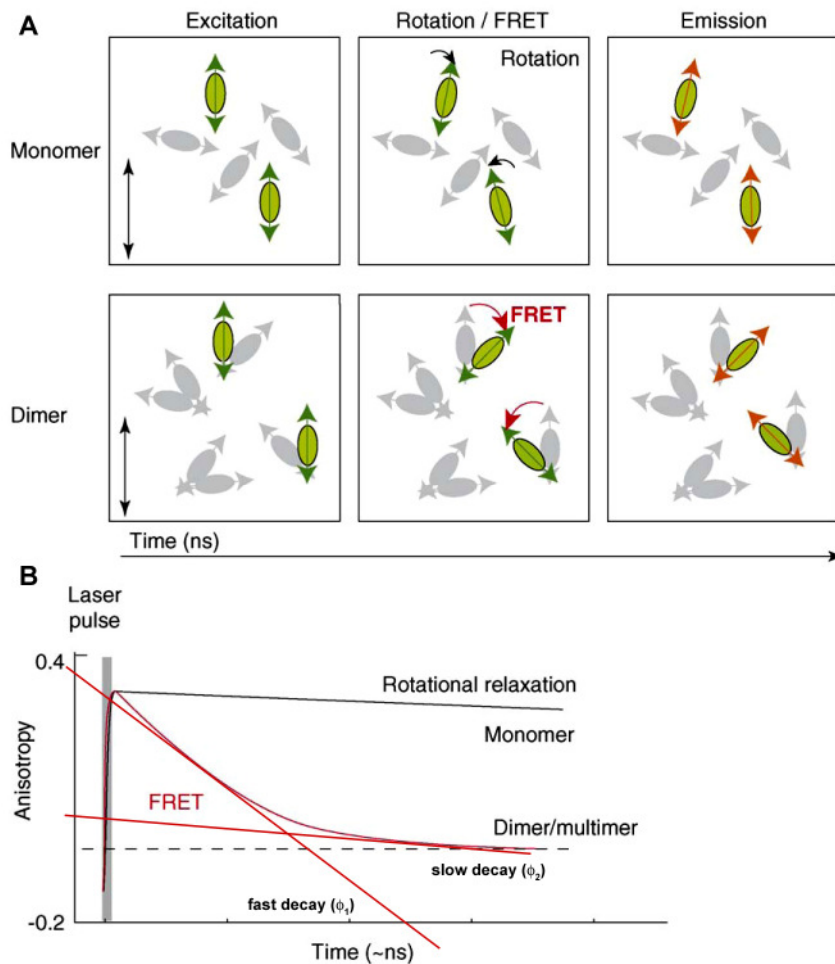 A
Excitation
Rotation / FRET
Emission
Monomer
Rotation
Dimer
FRET
Time (ns)
B
Laser
pulse
0.4
Rotational relaxation
Monomer
Anisotropy
FRET
Dimer/multimer
slow decay (ϕ₂)
fast decay (ϕ₁)
-0.2
Time (~ns)